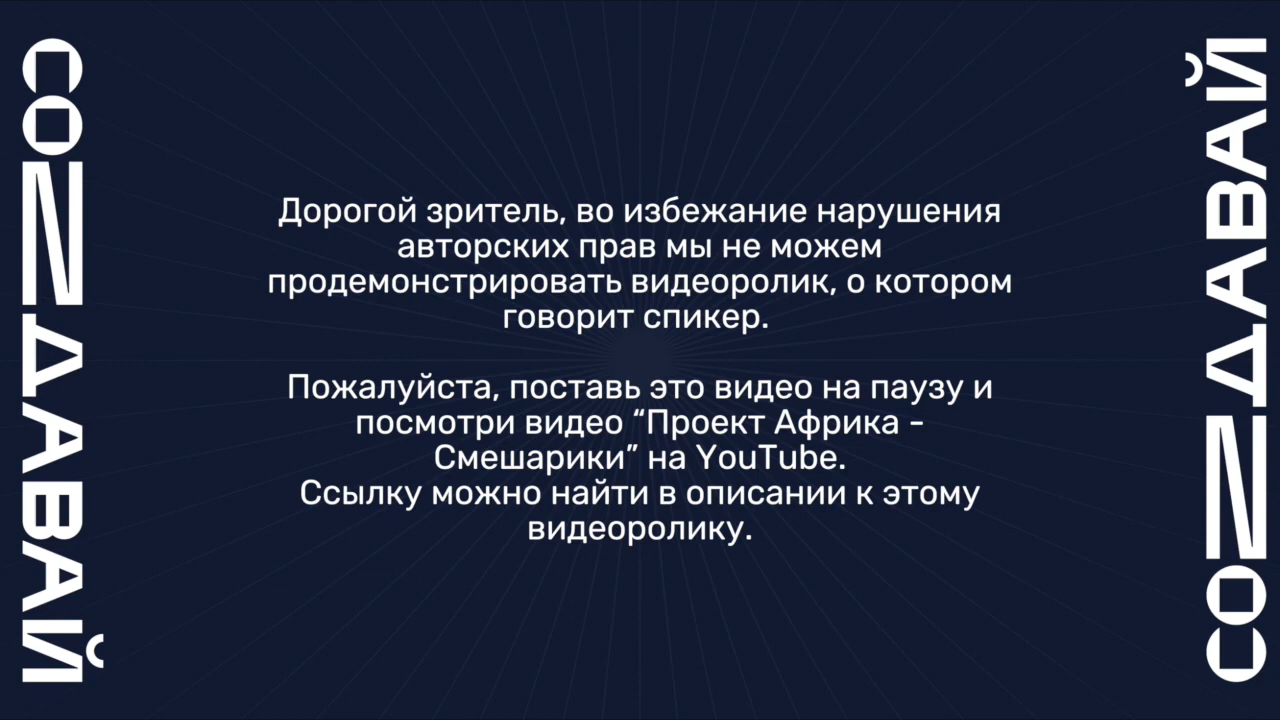 СОZДАВАЙ
Дорогой зритель, во избежание нарушения
авторских прав мы не можем
продемонстрировать видеоролик, о котором
говорит спикер.
Пожалуйста, поставь это видео на паузу и
посмотри видео “Проект Африка -
Смешарики” на YouTube.
Ссылку можно найти в описании к этому
видеоролику.
СОZДАВАЙ